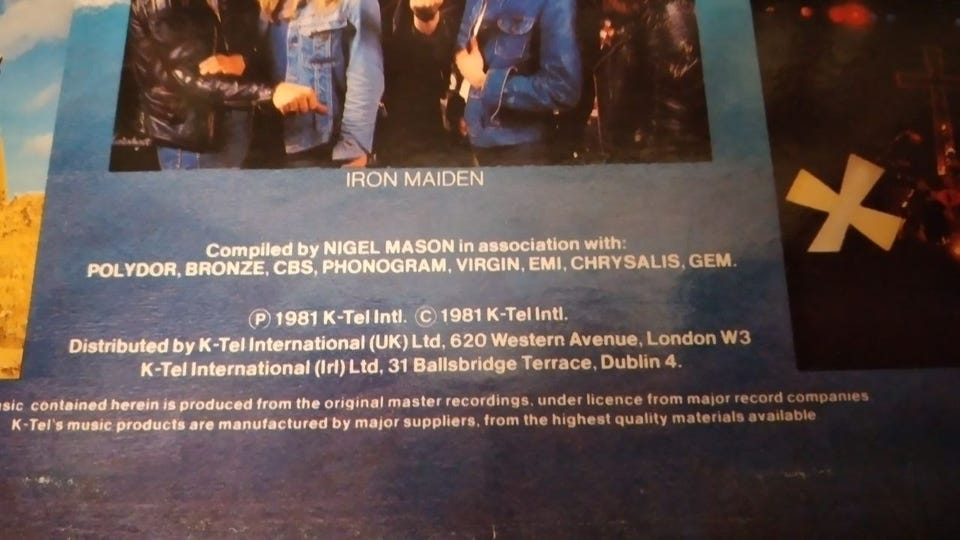 IRON MAIDEN
Compiled by NIGEL MASON in association with:
POLYDOR, BRONZE, CBS, PHONOGRAM, VIRGIN, EMI, CHRYSALIS, GEM.
Ⓟ 1981 K-Tel Intl. © 1981 K-Tel Intl.
Distributed by K-Tel International (UK) Ltd, 620 Western Avenue, London W3
K-Tel International (Irl) Ltd, 31 Ballsbridge Terrace, Dublin 4.
contained herein is produced from the original master recordings, under licence from major record companies
K-Tel's music products are manufactured by major suppliers, from the highest quality materials available